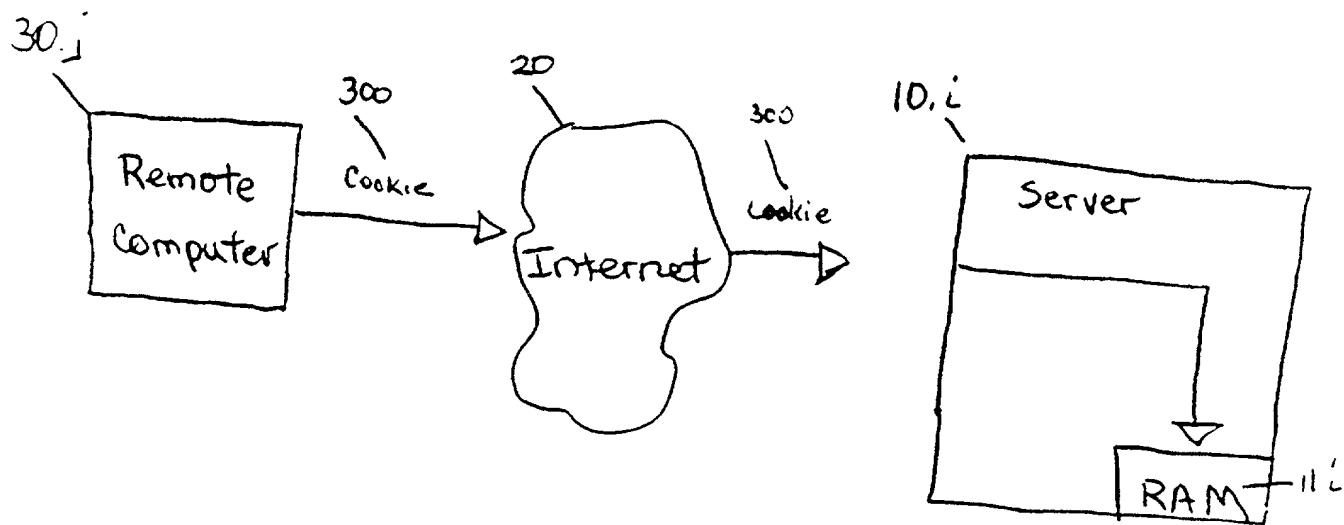 30.j
Remote
Computer
300
Cookie
20
Internet
300
Cookie
10.i
Server
RAM
11i